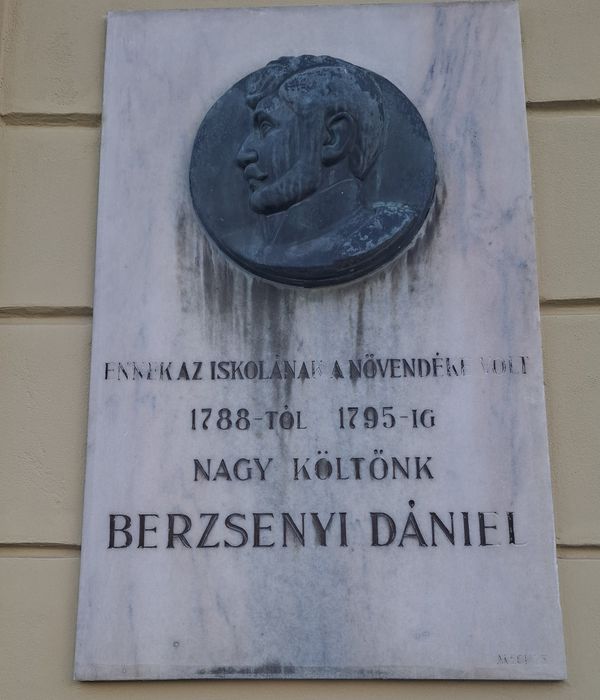 ENNEK AZ ISKOLÁNAK A NÖVENDÉKE VOLT
1788-TÓL 1795-IG
NAGY KÖLTŐNK
BERZSENYI DÁNIEL